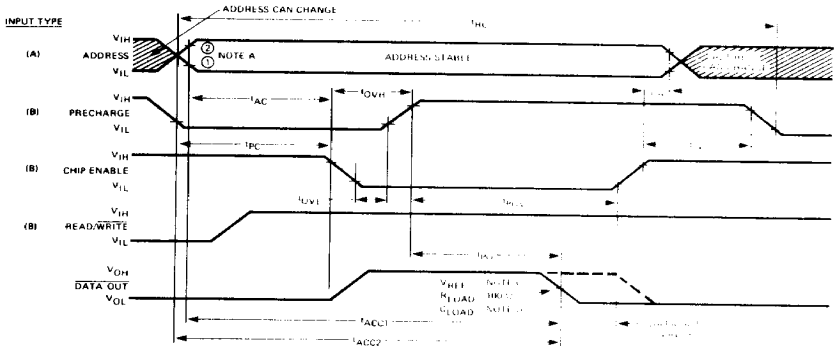 ADDRESS CAN CHANGE
INPUT TYPE
tRC
VIH
(A) ADDRESS
② NOTE A
①
ADDRESS STABLE
VIL
tAC
tOVH
VIH
(B) PRECHARGE
VIL
tPC
VIH
(B) CHIP ENABLE
VIL
tOVL
tPOS
VIH
(B) READ/WRITE
VIL
VOH
DATA OUT
VOL
VREF
RLOAD
CLOAD
tACC1
tACC2